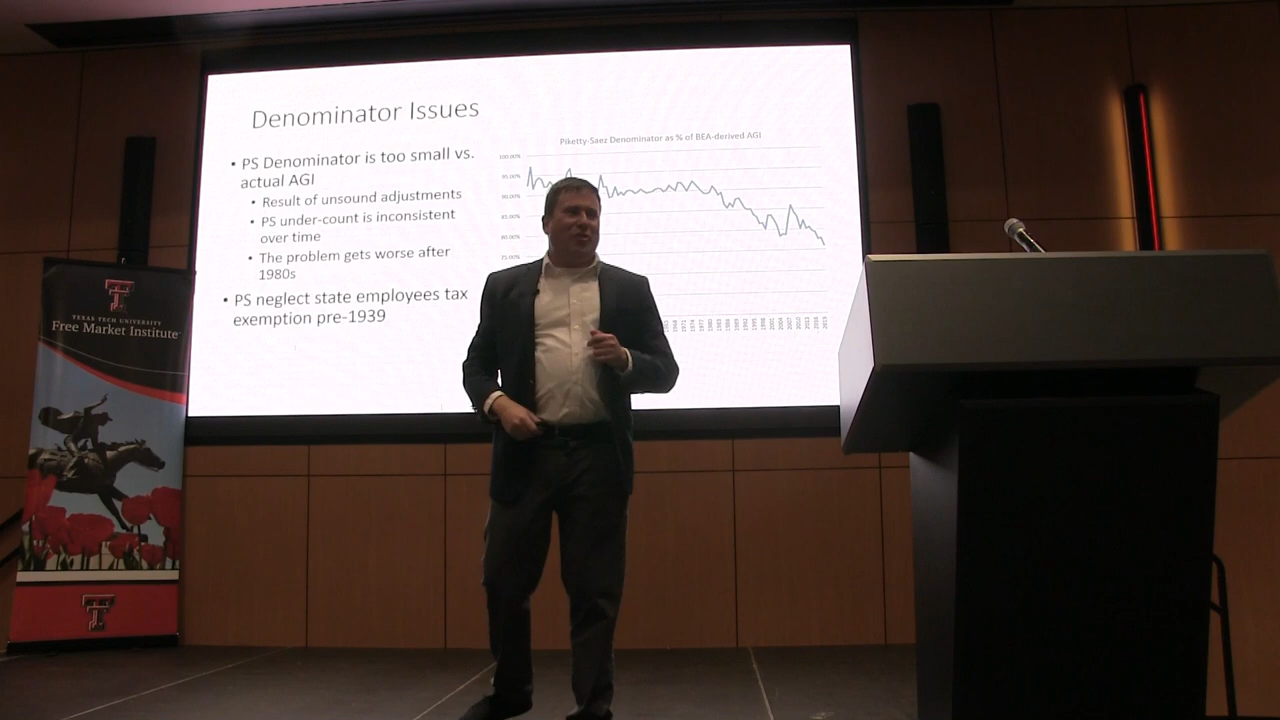 Denominator Issues
• PS Denominator is too small vs.
actual AGI
• Result of unsound adjustments
• PS under-count is inconsistent
over time
• The problem gets worse after
1980s
• PS neglect state employees tax
exemption pre-1939
Piketty-Saez Denominator as % of BEA-derived AGI
100.00%
95.00%
90.00%
85.00%
80.00%
75.00%
TEXAS TECH UNIVERSITY
Free Market Institute